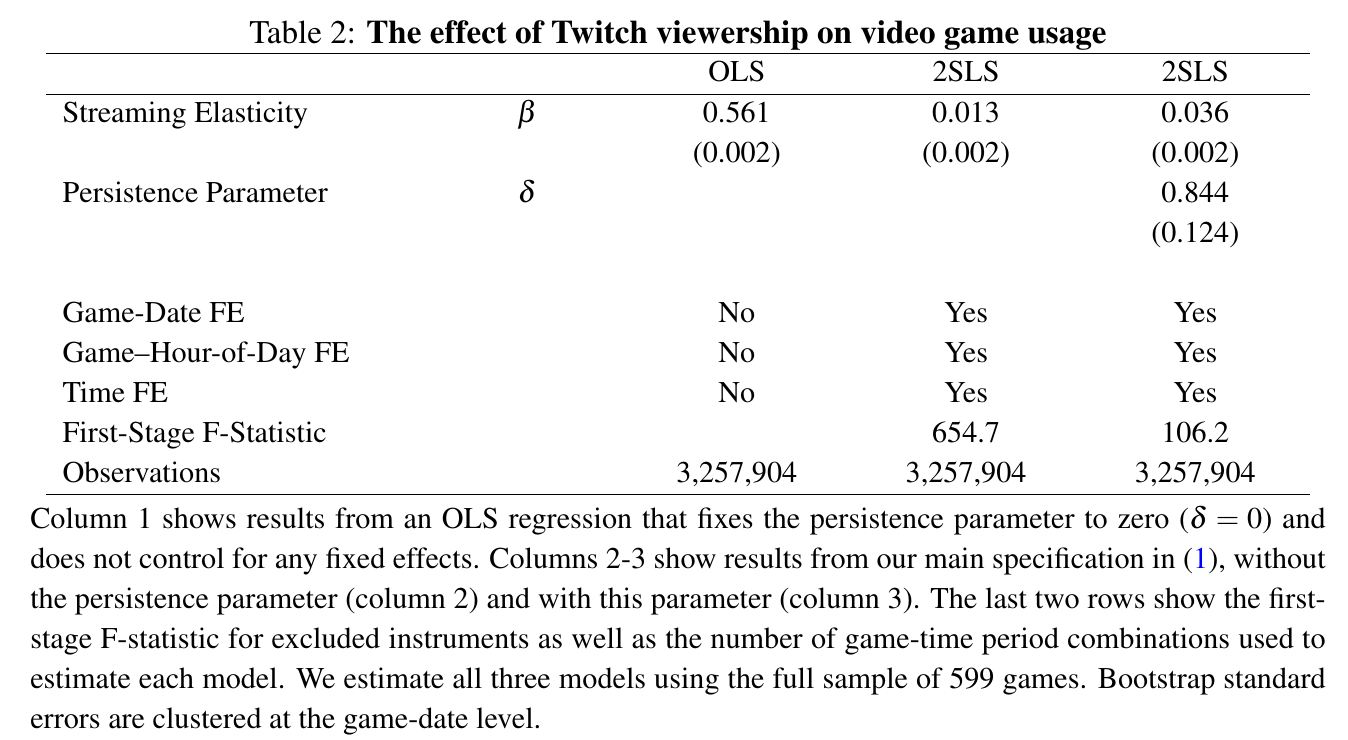 Table 2: The effect of Twitch viewership on video game usage
OLS 2SLS 2SLS
Streaming Elasticity β 0.561 0.013 0.036
(0.002) (0.002) (0.002)
Persistence Parameter δ 0.844
(0.124)
Game-Date FE No Yes Yes
Game–Hour-of-Day FE No Yes Yes
Time FE No Yes Yes
First-Stage F-Statistic 654.7 106.2
Observations 3,257,904 3,257,904 3,257,904
Column 1 shows results from an OLS regression that fixes the persistence parameter to zero (δ = 0) and
does not control for any fixed effects. Columns 2-3 show results from our main specification in (1), without
the persistence parameter (column 2) and with this parameter (column 3). The last two rows show the first-
stage F-statistic for excluded instruments as well as the number of game-time period combinations used to
estimate each model. We estimate all three models using the full sample of 599 games. Bootstrap standard
errors are clustered at the game-date level.